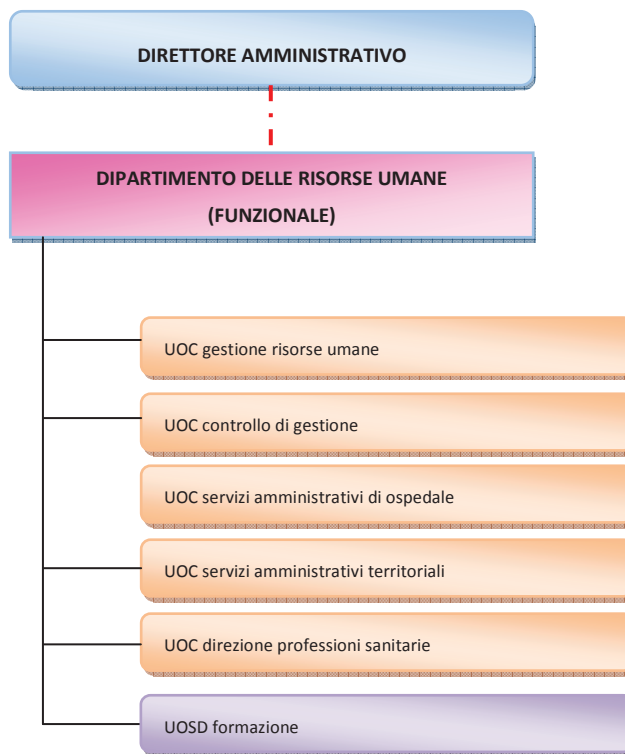 DIRETTORE AMMINISTRATIVO
DIPARTIMENTO DELLE RISORSE UMANE
(FUNZIONALE)
UOC gestione risorse umane
UOC controllo di gestione
UOC servizi amministrativi di ospedale
UOC servizi amministrativi territoriali
UOC direzione professioni sanitarie
UOSD formazione